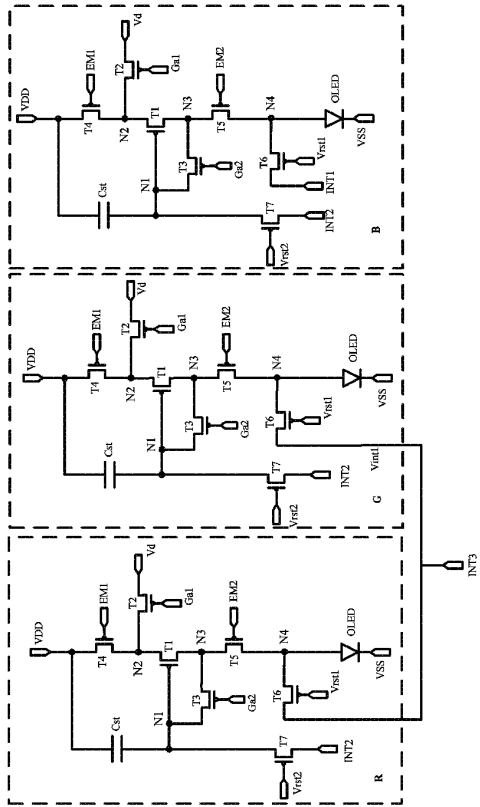 VDD
EM1
Vd
T2
Ga1
T4
N2
T1
N3
EM2
T5
N4
OLED
VSS
T3
Ga2
N1
Cst
T6
Vrst1
INT1
T7
INT2
Vrst2
B
VDD
EM1
Vd
T2
Ga1
T4
N2
T1
N3
EM2
T5
N4
OLED
VSS
T3
Ga2
N1
Cst
T6
Vrst1
Vint1
T7
INT2
Vrst2
G
INT3
VDD
EM1
Vd
T2
Ga1
T4
N2
T1
N3
EM2
T5
N4
OLED
VSS
T3
Ga2
N1
Cst
T6
Vrst1
T7
INT2
Vrst2
R